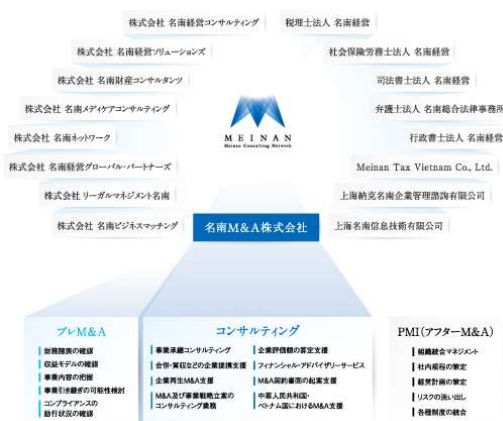 株式会社 名南経営コンサルティング
税理士法人 名南経営
株式会社 名南経営ソリューションズ
社会保険労務士法人 名南経営
株式会社 名南財産コンサルタンツ
司法書士法人 名南経営
株式会社 名南メディケアコンサルティング
弁護士法人 名南総合法律事務所
株式会社 名南ネットワーク
行政書士法人 名南経営
株式会社 名南経営グローバル・パートナーズ
Meinan Tax Vietnam Co., Ltd.
株式会社 リーガルマネジメント名南
上海納克名南企業管理諮詢有限公司
株式会社 名南ビジネスマッチング
上海名南信息技術有限公司
MEINAN
Meinan Consulting Network
名南M&A株式会社
プレM&A
財務諸表の確認
収益モデルの確認
事業内容の把握
事業引き継ぎの可能性検討
コンプライアンスの
励行状況の確認
コンサルティング
事業承継コンサルティング
合併・買収などの企業提携支援
企業再生M&A支援
M&A及び事業戦略立案の
コンサルティング業務
企業評価額の算定支援
フィナンシャル・アドバイザリーサービス
M&A契約書面の起案支援
中華人民共和国・
ベトナム国におけるM&A支援
PMI(アフターM&A)
組織統合マネジメント
社内規程の策定
経営計画の策定
リスクの洗い出し
各種制度の統合